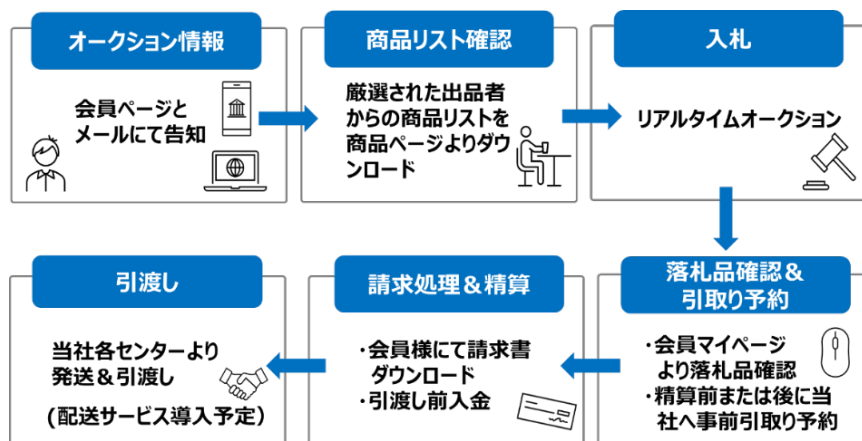 オークション情報
会員ページと
メールにて告知
商品リスト確認
厳選された出品者
からの商品リストを
商品ページよりダウ
ンロード
入札
リアルタイムオークション
落札品確認＆
引取り予約
・会員マイページ
より落札品確認
・精算前または後に当
社へ事前引取り予約
請求処理＆精算
・会員様にて請求書
ダウンロード
・引渡し前入金
引渡し
当社各センターより
発送＆引渡し
(配送サービス導入予定)